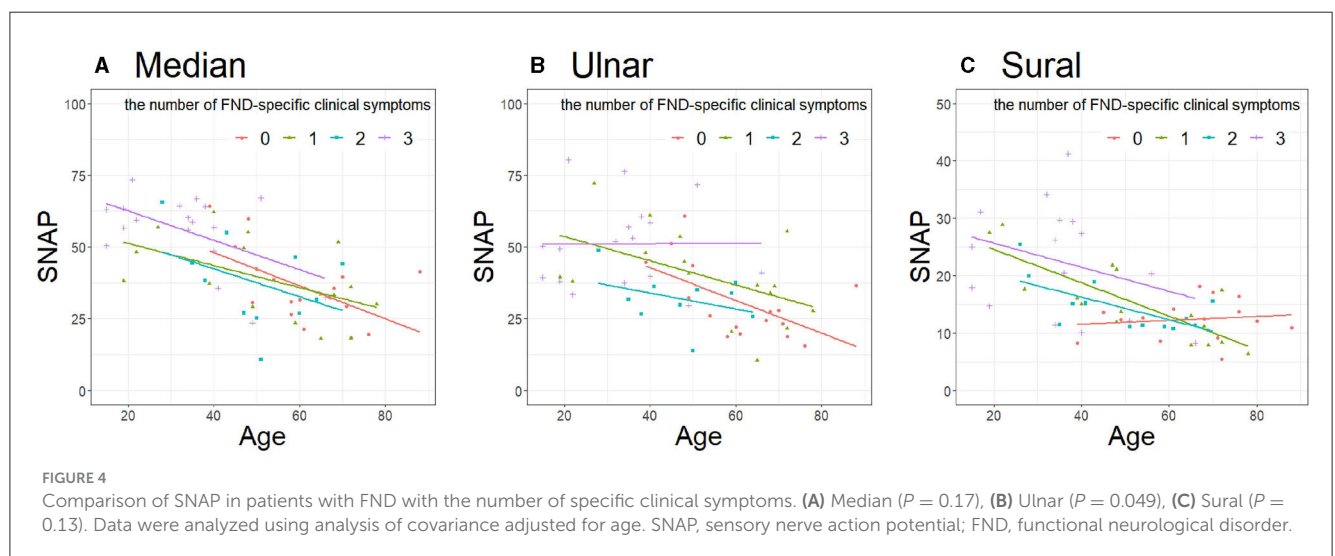 A Median
the number of FND-specific clinical symptoms
0 1 2 3
100
75
50
25
0
SNAP
20 40 60 80
Age
B Ulnar
the number of FND-specific clinical symptoms
0 1 2 3
100
75
50
25
0
SNAP
20 40 60 80
Age
C Sural
the number of FND-specific clinical symptoms
0 1 2 3
50
40
30
20
10
0
SNAP
20 40 60 80
Age
FIGURE 4
Comparison of SNAP in patients with FND with the number of specific clinical symptoms. (A) Median (P = 0.17), (B) Ulnar (P = 0.049), (C) Sural (P =
0.13). Data were analyzed using analysis of covariance adjusted for age. SNAP, sensory nerve action potential; FND, functional neurological disorder.